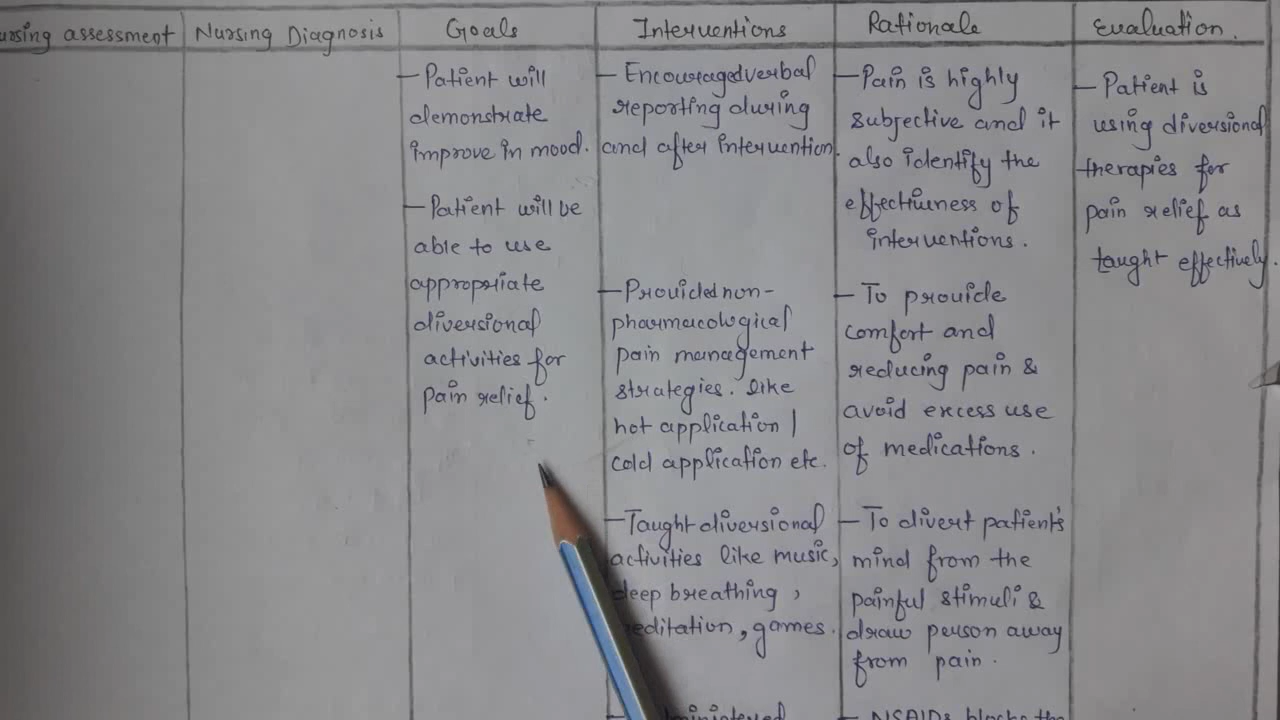 ursing assessment
Nursing Diagnosis
Goals
Interventions
Rationale
Evaluation.
- Patient will
demonstrate
improve in mood.
- Patient will be
able to use
appropriate
diversional
activities for
pain relief.
- Encouraged verbal
reporting during
and after intervention.
- Provided non-
pharmacological
pain management
strategies. like
hot application |
cold application etc.
- Taught diversional
activities like music,
deep breathing,
meditation, games.
- Pain is highly
subjective and it
also identify the
effectiveness of
interventions.
- To provide
comfort and
reducing pain &
avoid excess use
of medications.
- To divert patient's
mind from the
painful stimuli &
draw person away
from pain.
- NSAIDs blocks the
- Patient is
using diversional
therapies for
pain relief as
taught effectively.